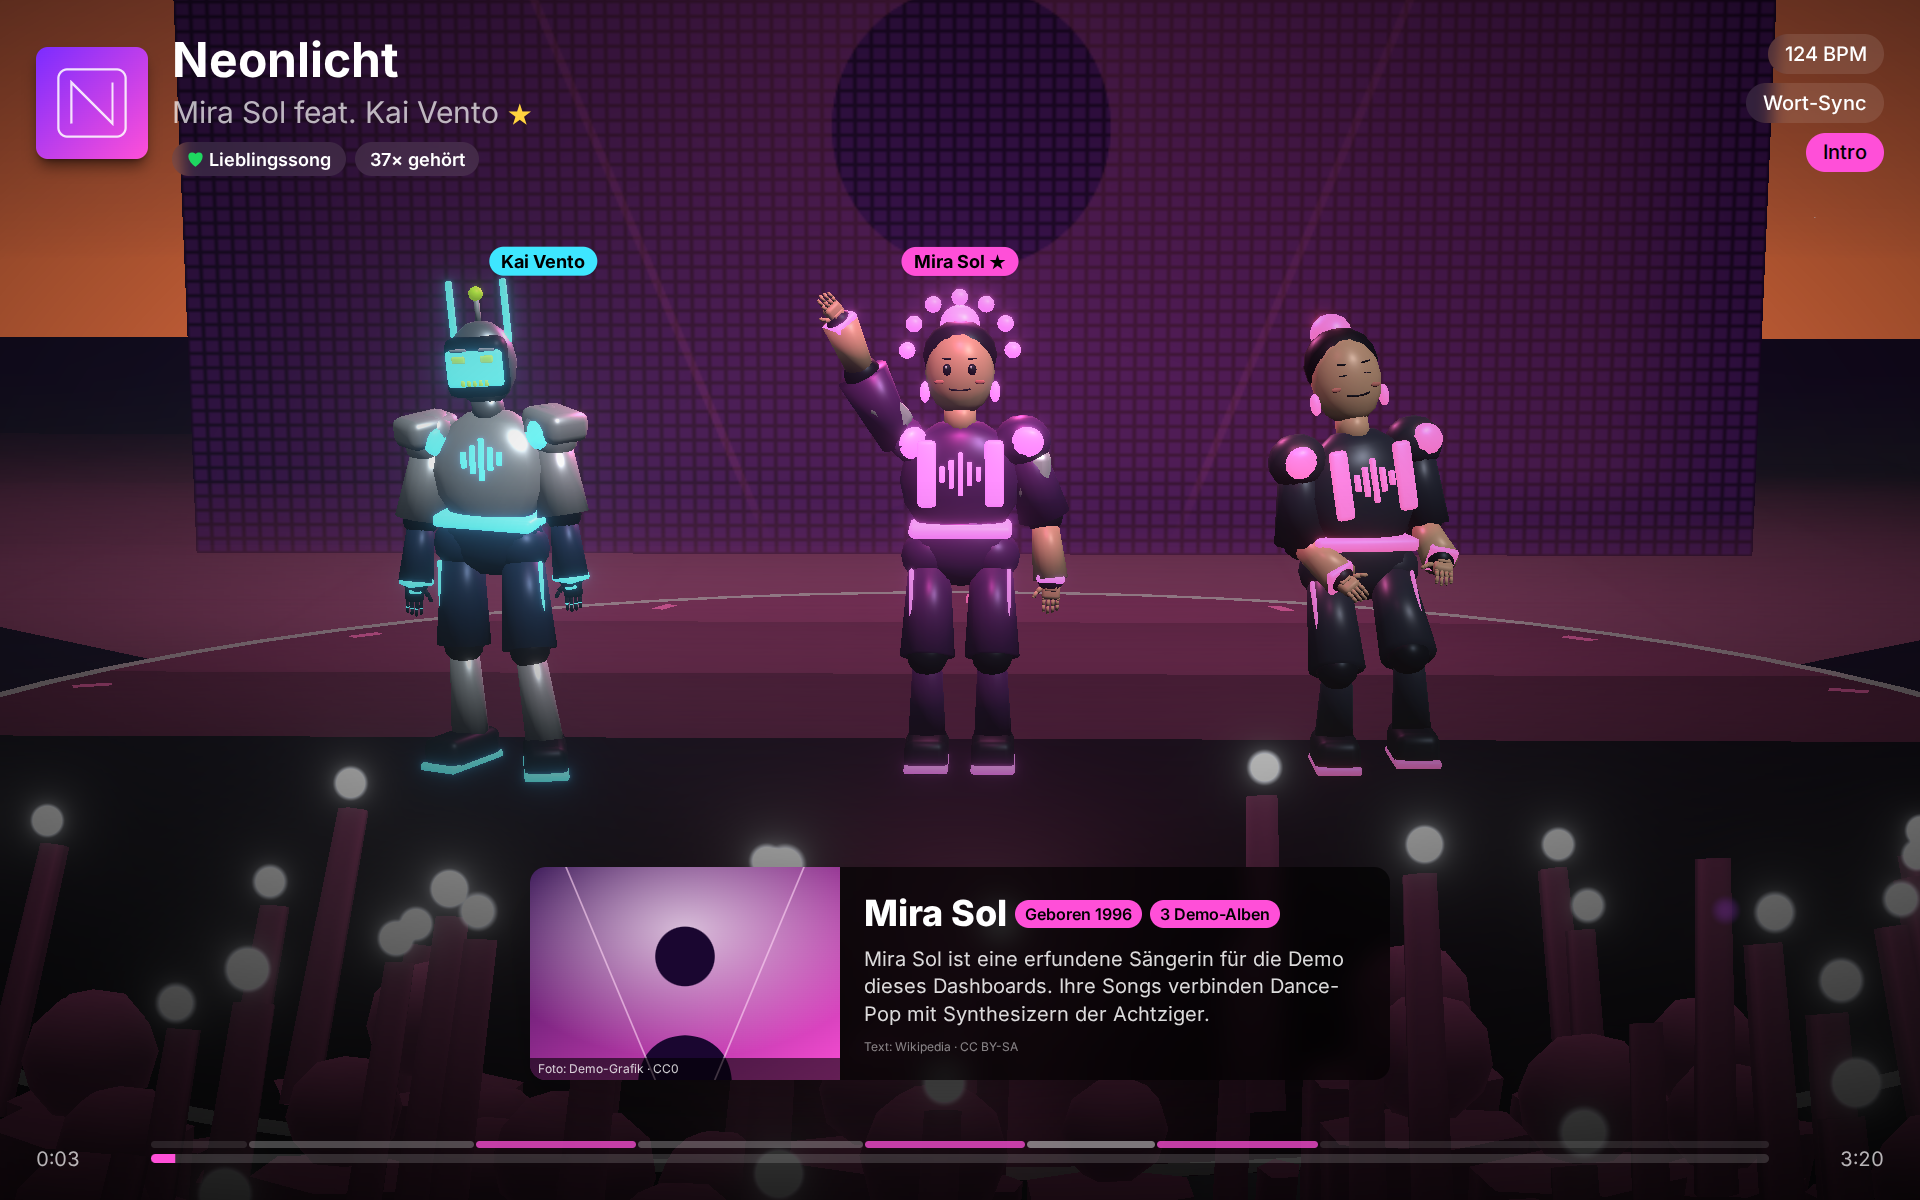 N
Neonlicht
Mira Sol feat. Kai Vento ★
Lieblingssong
37× gehört
124 BPM
Wort-Sync
Intro
Kai Vento
Mira Sol ★
Mira Sol
Geboren 1996
3 Demo-Alben
Mira Sol ist eine erfundene Sängerin für die Demo
dieses Dashboards. Ihre Songs verbinden Dance-
Pop mit Synthesizern der Achtziger.
Text: Wikipedia · CC BY-SA
Foto: Demo-Grafik · CC0
0:03
3:20